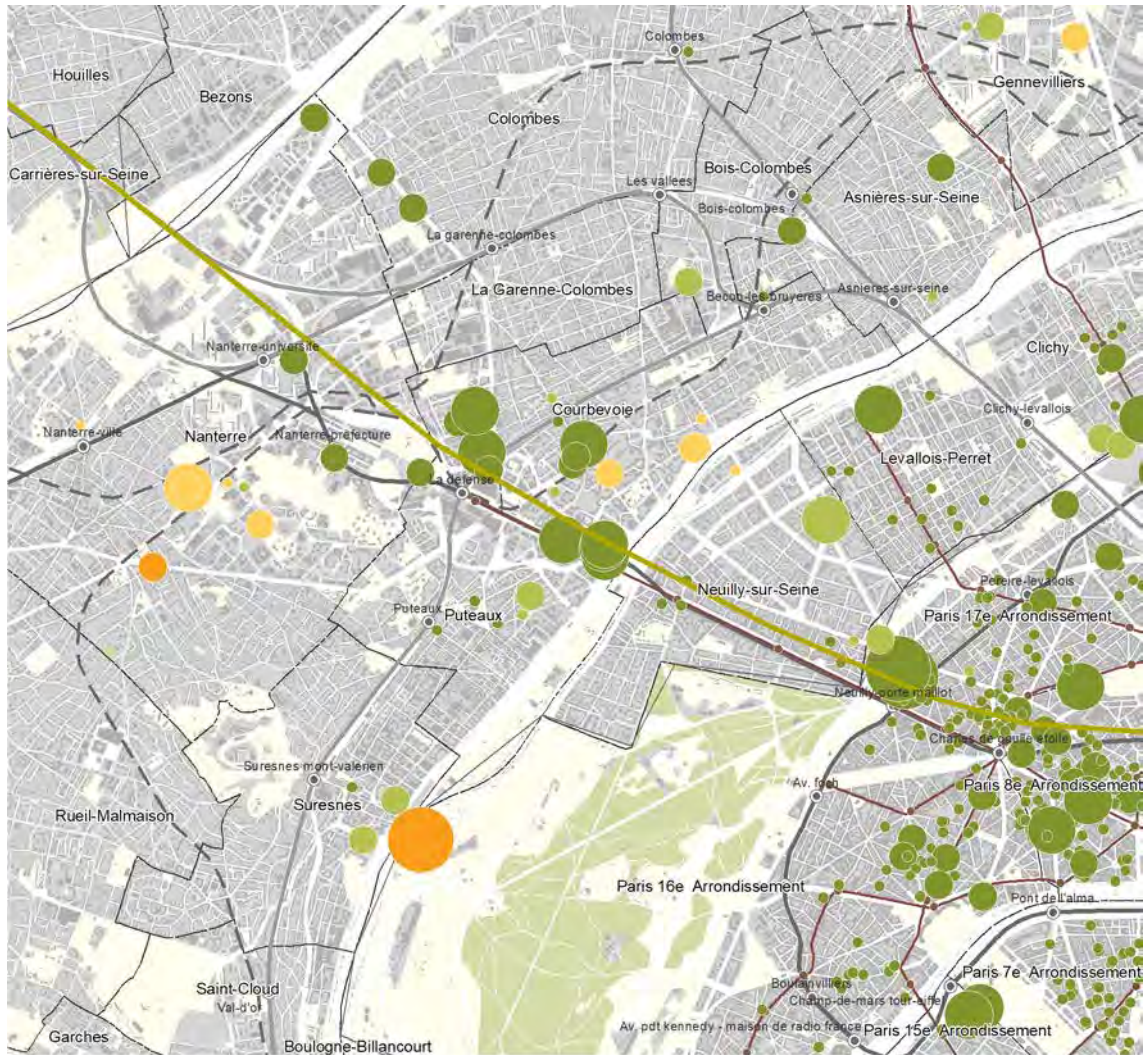 Colombes
Houilles
Gennevilliers
Bezons
Colombes
Bois-Colombes
Carrières-sur-Seine
Les vallees
Asnières-sur-Seine
Bois-colombes
La garenne-colombes
La Garenne-Colombes
Asnieres-sur-seine
Becon-les-bruyeres
Nanterre-universite
Clichy
Courbevoie
Clichy-levallois
Nanterre-ville
Nanterre
Nanterre-prefecture
Levallois-Perret
La defense
Pereire-levallois
Neuilly-sur-Seine
Puteaux
Puteaux
Paris 17e Arrondissement
Neuilly-porte maillot
Charles de gaulle étoile
Suresnes mont-valerien
Av. foch
Paris 8e Arrondissement
Suresnes
Rueil-Malmaison
Paris 16e Arrondissement
Pont de l'alma
Paris 7e Arrondissement
Boulainvilliers
Saint-Cloud
Champ-de-mars tour-eiffel
Val-d'or
Av. pdt kennedy - maison de radio france
Paris 15e Arrondissement
Garches
Boulogne-Billancourt